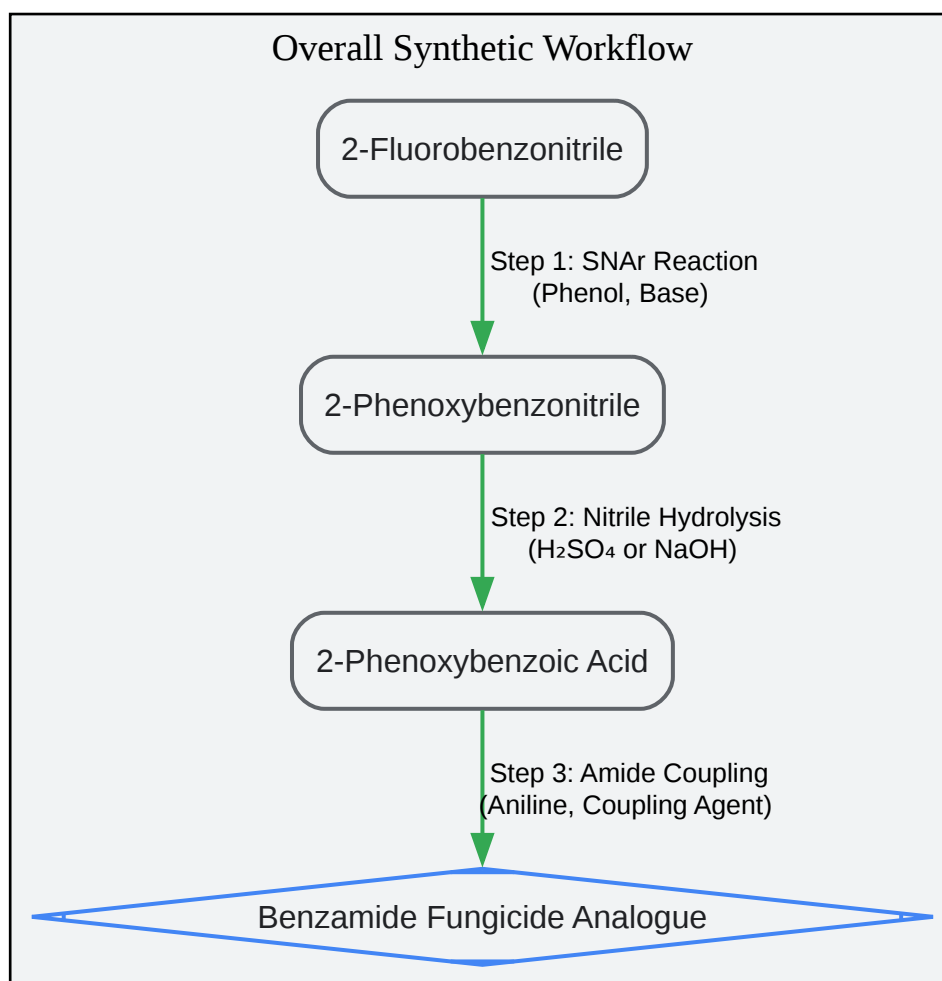 Overall Synthetic Workflow
2-Fluorobenzonitrile
Step 1: SNAr Reaction
(Phenol, Base)
2-Phenoxybenzonitrile
Step 2: Nitrile Hydrolysis
(H₂SO₄ or NaOH)
2-Phenoxybenzoic Acid
Step 3: Amide Coupling
(Aniline, Coupling Agent)
Benzamide Fungicide Analogue